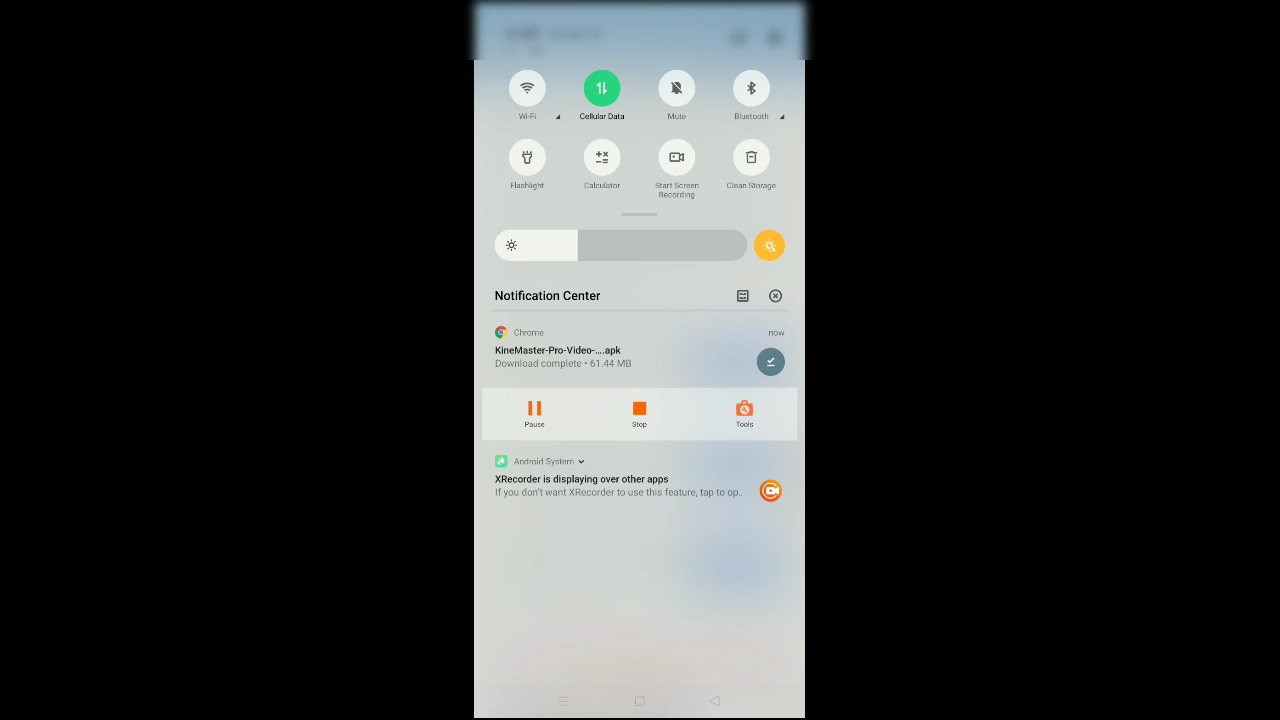 Wi-Fi
Cellular Data
Mute
Bluetooth
Flashlight
Calculator
Start Screen
Recording
Clean Storage
Notification Center
Chrome
now
KineMaster-Pro-Video-....apk
Download complete • 61.44 MB
Pause
Stop
Tools
Android System
XRecorder is displaying over other apps
If you don't want XRecorder to use this feature, tap to op..